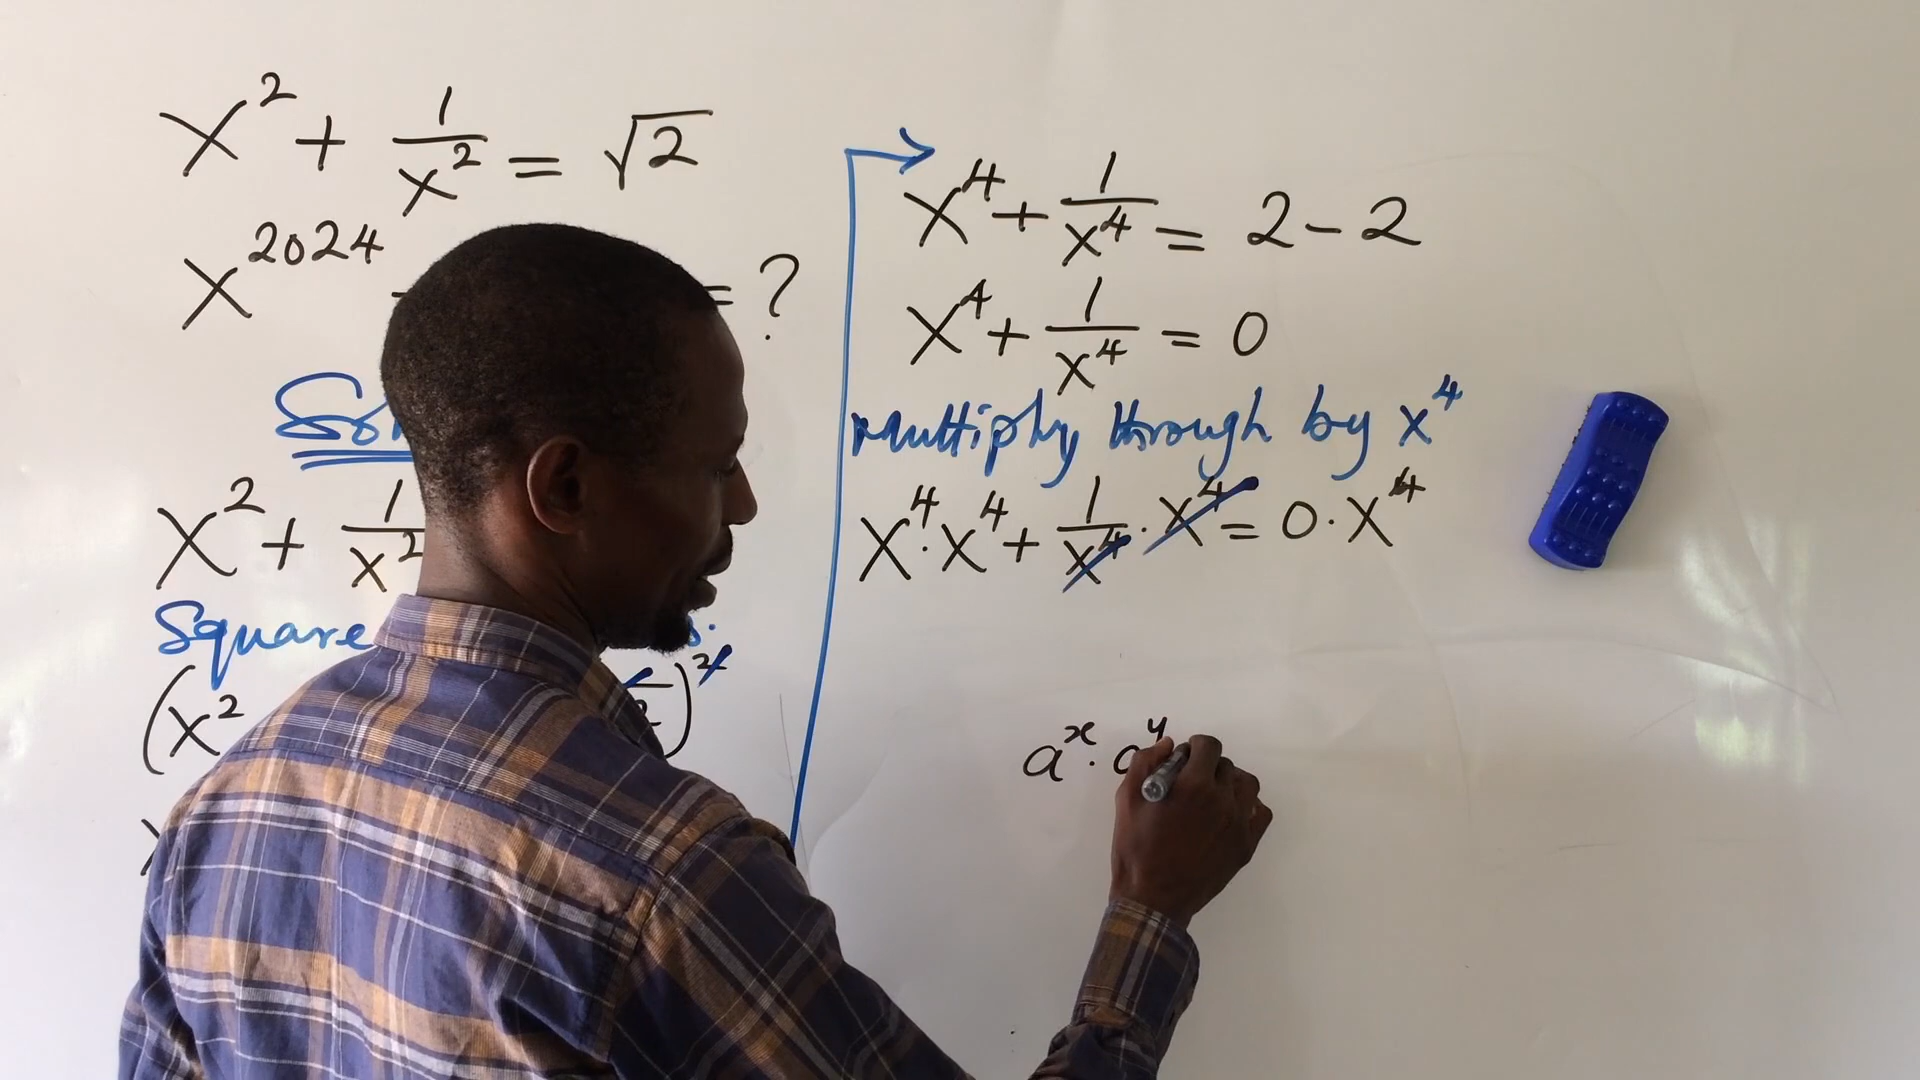 x² + 1/x² = √2
x²⁰²⁴ = ?
x² + 1/x²
Square
(x² )²
x⁴ + 1/x⁴ = 2 - 2
x⁴ + 1/x⁴ = 0
multiply through by x⁴
x⁴ · x⁴ + 1/x⁴ · x⁴ = 0 · x⁴
aˣ · aʸ